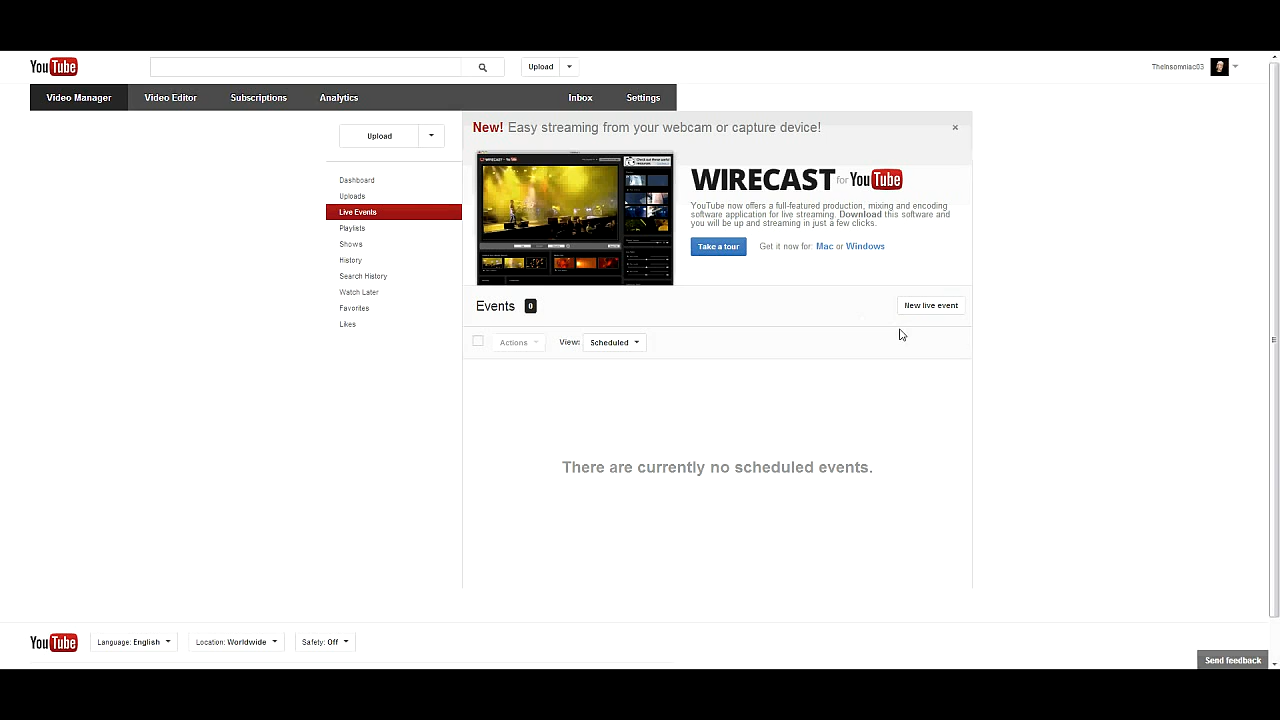 YouTube
Upload
TheInsomniac03
Video Manager
Video Editor
Subscriptions
Analytics
Inbox
Settings
Upload
Dashboard
Uploads
Live Events
Playlists
Shows
History
Search History
Watch Later
Favorites
Likes
New! Easy streaming from your webcam or capture device!
WIRECAST for YouTube
YouTube now offers a full-featured production, mixing and encoding
software application for live streaming. Download this software and
you will be up and streaming in just a few clicks.
Take a tour
Get it now for: Mac or Windows
Events 0
New live event
Actions
View: Scheduled
There are currently no scheduled events.
YouTube
Language: English
Location: Worldwide
Safety: Off
Send feedback